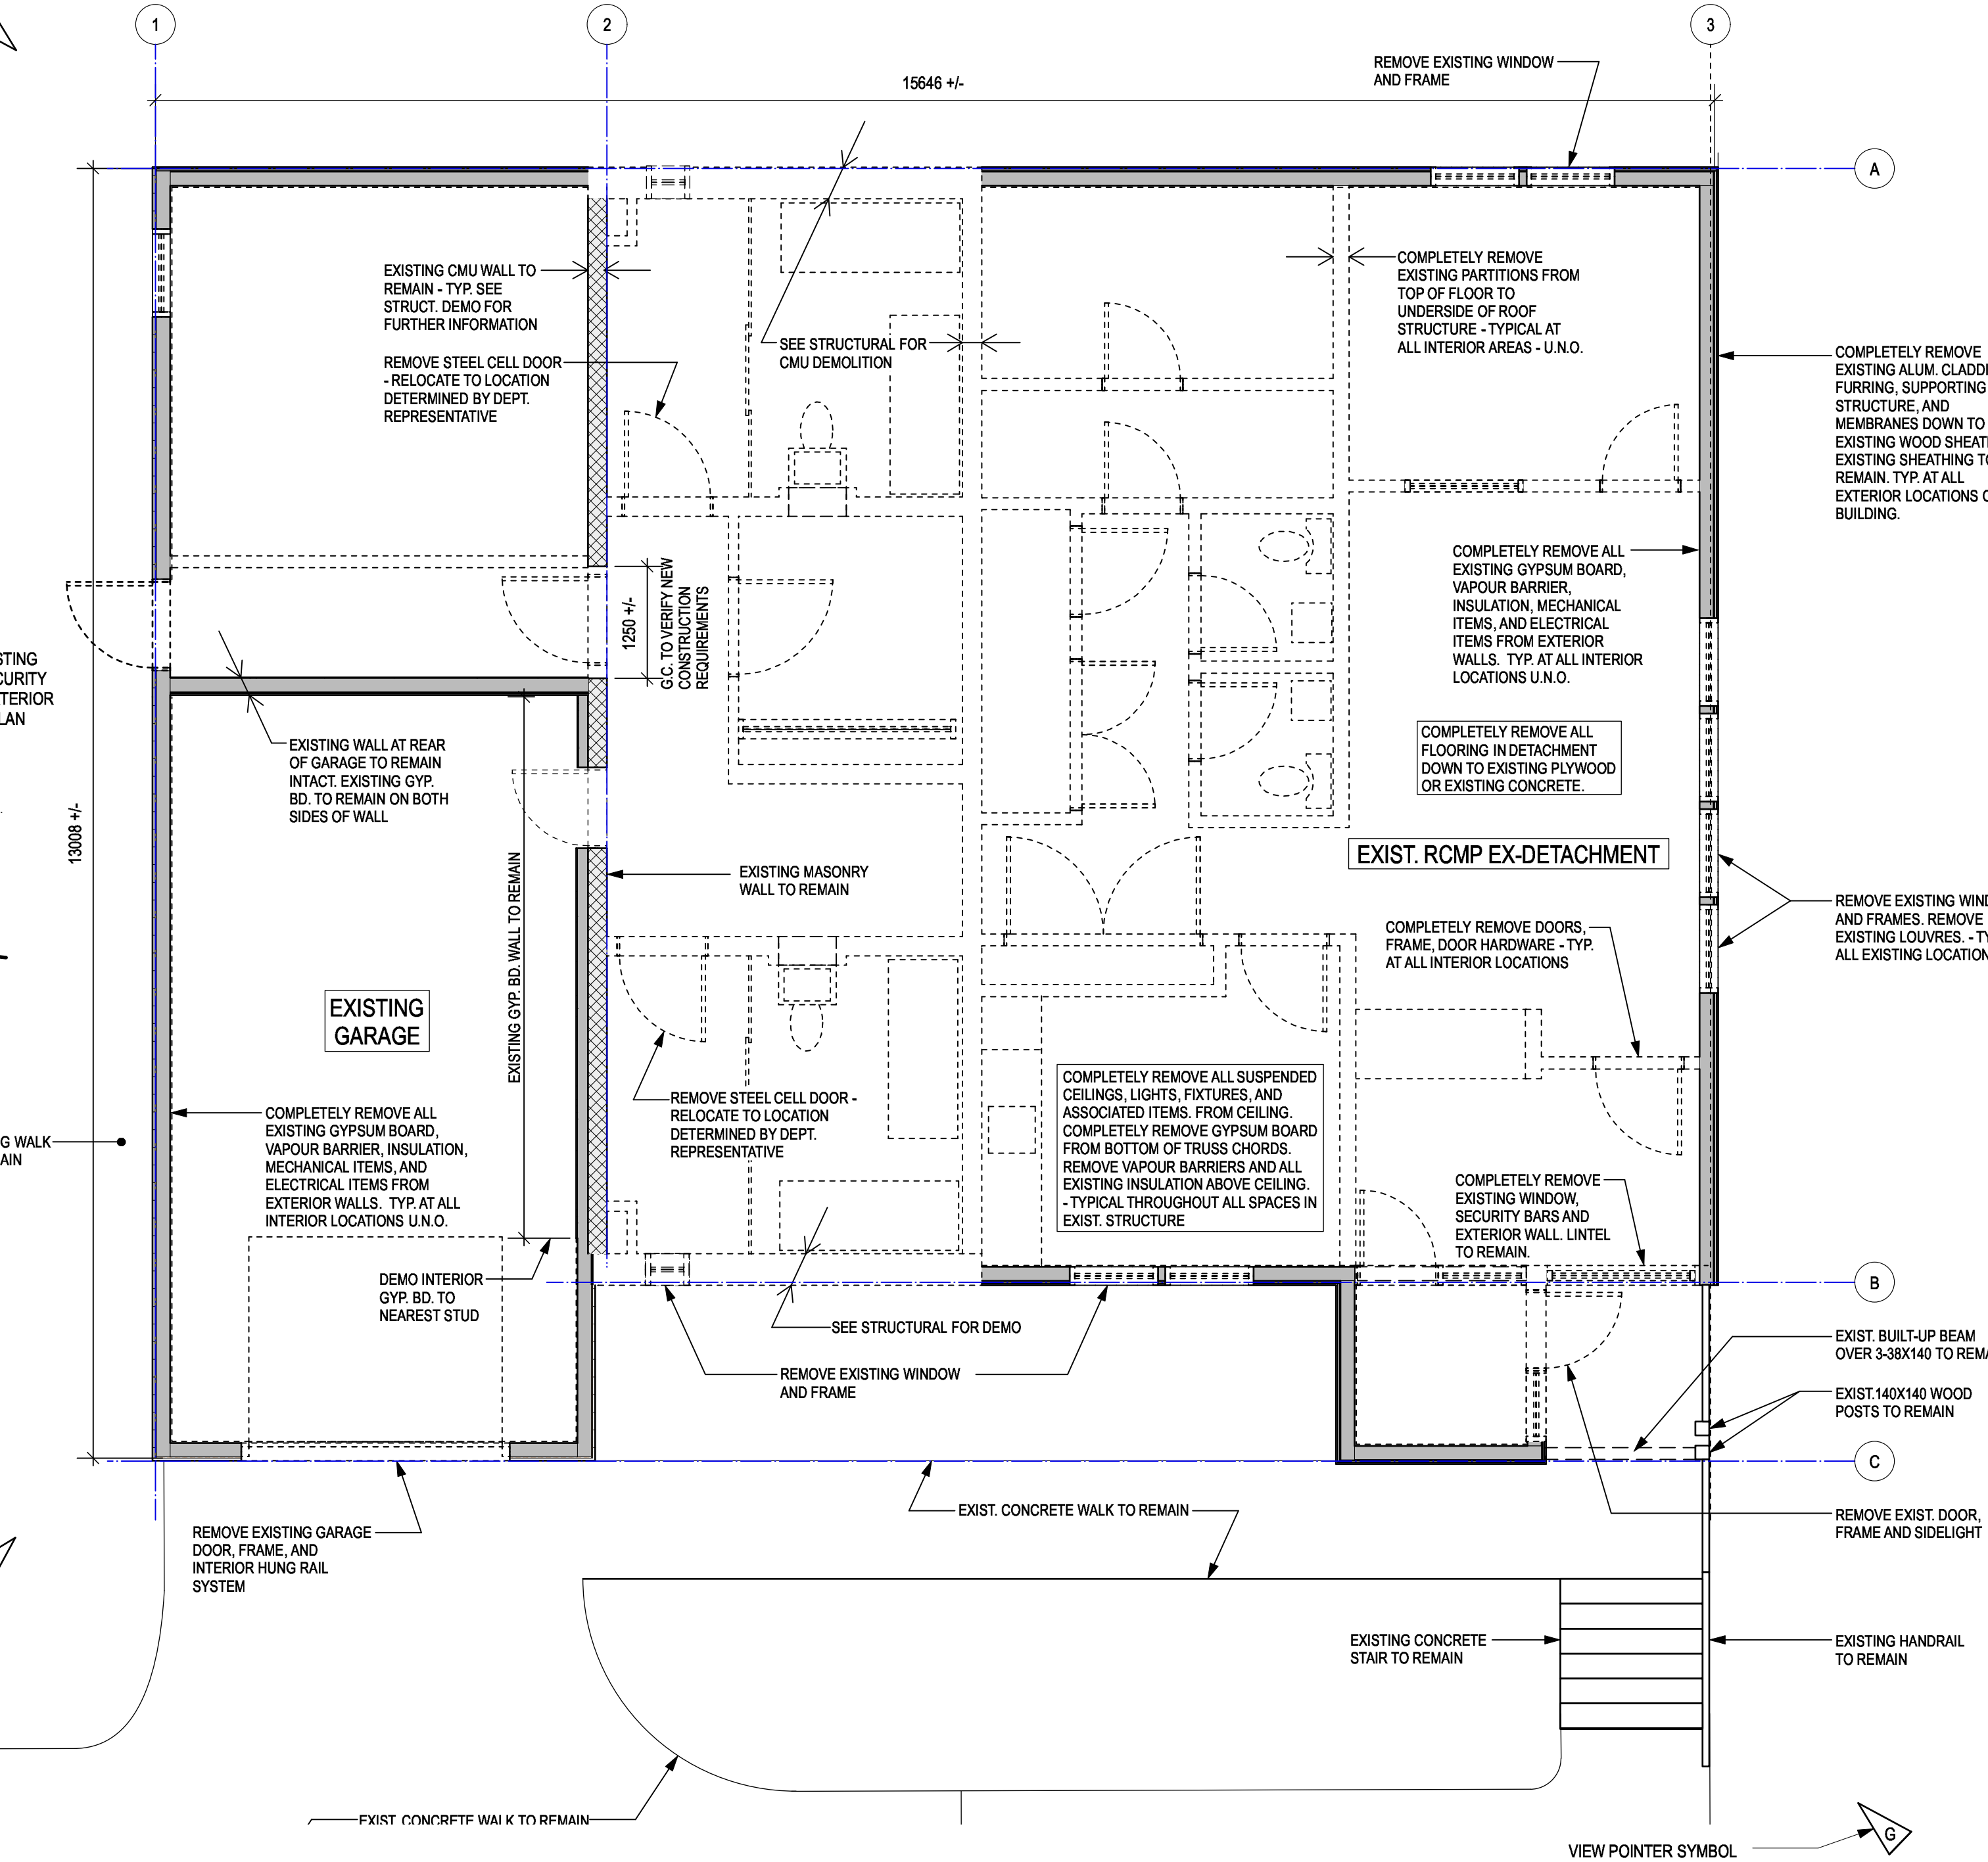 1
2
3
15646 +/-
REMOVE EXISTING WINDOW
AND FRAME
A
EXISTING CMU WALL TO
REMAIN - TYP. SEE
STRUCT. DEMO FOR
FURTHER INFORMATION
REMOVE STEEL CELL DOOR
- RELOCATE TO LOCATION
DETERMINED BY DEPT.
REPRESENTATIVE
SEE STRUCTURAL FOR
CMU DEMOLITION
COMPLETELY REMOVE
EXISTING PARTITIONS FROM
TOP OF FLOOR TO
UNDERSIDE OF ROOF
STRUCTURE - TYPICAL AT
ALL INTERIOR AREAS - U.N.O.
COMPLETELY REMOVE
EXISTING ALUM. CLADDI
FURRING, SUPPORTING
STRUCTURE, AND
MEMBRANES DOWN TO
EXISTING WOOD SHEAT
EXISTING SHEATHING TO
REMAIN. TYP. AT ALL
EXTERIOR LOCATIONS O
BUILDING.
COMPLETELY REMOVE ALL
EXISTING GYPSUM BOARD,
VAPOUR BARRIER,
INSULATION, MECHANICAL
ITEMS, AND ELECTRICAL
ITEMS FROM EXTERIOR
WALLS. TYP. AT ALL INTERIOR
LOCATIONS U.N.O.
1250 +/-
G.C. TO VERIFY NEW
CONSTRUCTION
REQUIREMENTS
STING
CURITY
TERIOR
LAN
EXISTING WALL AT REAR
OF GARAGE TO REMAIN
INTACT. EXISTING GYP.
BD. TO REMAIN ON BOTH
SIDES OF WALL
COMPLETELY REMOVE ALL
FLOORING IN DETACHMENT
DOWN TO EXISTING PLYWOOD
OR EXISTING CONCRETE.
13008 +/-
EXIST. RCMP EX-DETACHMENT
EXISTING GYP. BD. WALL TO REMAIN
EXISTING MASONRY
WALL TO REMAIN
REMOVE EXISTING WIND
AND FRAMES. REMOVE
EXISTING LOUVRES. - TY
ALL EXISTING LOCATION
COMPLETELY REMOVE DOORS,
FRAME, DOOR HARDWARE - TYP.
AT ALL INTERIOR LOCATIONS
EXISTING
GARAGE
COMPLETELY REMOVE ALL
EXISTING GYPSUM BOARD,
VAPOUR BARRIER, INSULATION,
MECHANICAL ITEMS, AND
ELECTRICAL ITEMS FROM
EXTERIOR WALLS. TYP. AT ALL
INTERIOR LOCATIONS U.N.O.
REMOVE STEEL CELL DOOR -
RELOCATE TO LOCATION
DETERMINED BY DEPT.
REPRESENTATIVE
COMPLETELY REMOVE ALL SUSPENDED
CEILINGS, LIGHTS, FIXTURES, AND
ASSOCIATED ITEMS. FROM CEILING.
COMPLETELY REMOVE GYPSUM BOARD
FROM BOTTOM OF TRUSS CHORDS.
REMOVE VAPOUR BARRIERS AND ALL
EXISTING INSULATION ABOVE CEILING.
- TYPICAL THROUGHOUT ALL SPACES IN
EXIST. STRUCTURE
G WALK
AIN
COMPLETELY REMOVE
EXISTING WINDOW,
SECURITY BARS AND
EXTERIOR WALL. LINTEL
TO REMAIN.
DEMO INTERIOR
GYP. BD. TO
NEAREST STUD
B
SEE STRUCTURAL FOR DEMO
REMOVE EXISTING WINDOW
AND FRAME
EXIST. BUILT-UP BEAM
OVER 3-38X140 TO REMA
EXIST.140X140 WOOD
POSTS TO REMAIN
C
EXIST. CONCRETE WALK TO REMAIN
REMOVE EXIST. DOOR,
FRAME AND SIDELIGHT
REMOVE EXISTING GARAGE
DOOR, FRAME, AND
INTERIOR HUNG RAIL
SYSTEM
EXISTING CONCRETE
STAIR TO REMAIN
EXISTING HANDRAIL
TO REMAIN
EXIST. CONCRETE WALK TO REMAIN
VIEW POINTER SYMBOL
G